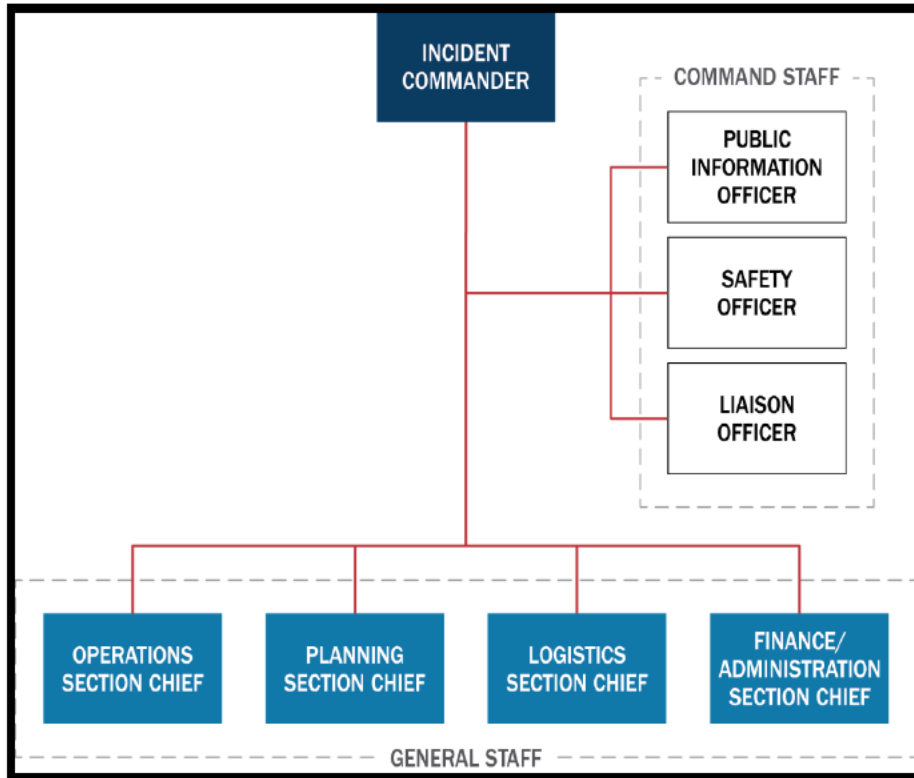 INCIDENT
COMMANDER
COMMAND STAFF
PUBLIC
INFORMATION
OFFICER
SAFETY
OFFICER
LIAISON
OFFICER
OPERATIONS
SECTION CHIEF
PLANNING
SECTION CHIEF
LOGISTICS
SECTION CHIEF
FINANCE/
ADMINISTRATION
SECTION CHIEF
GENERAL STAFF